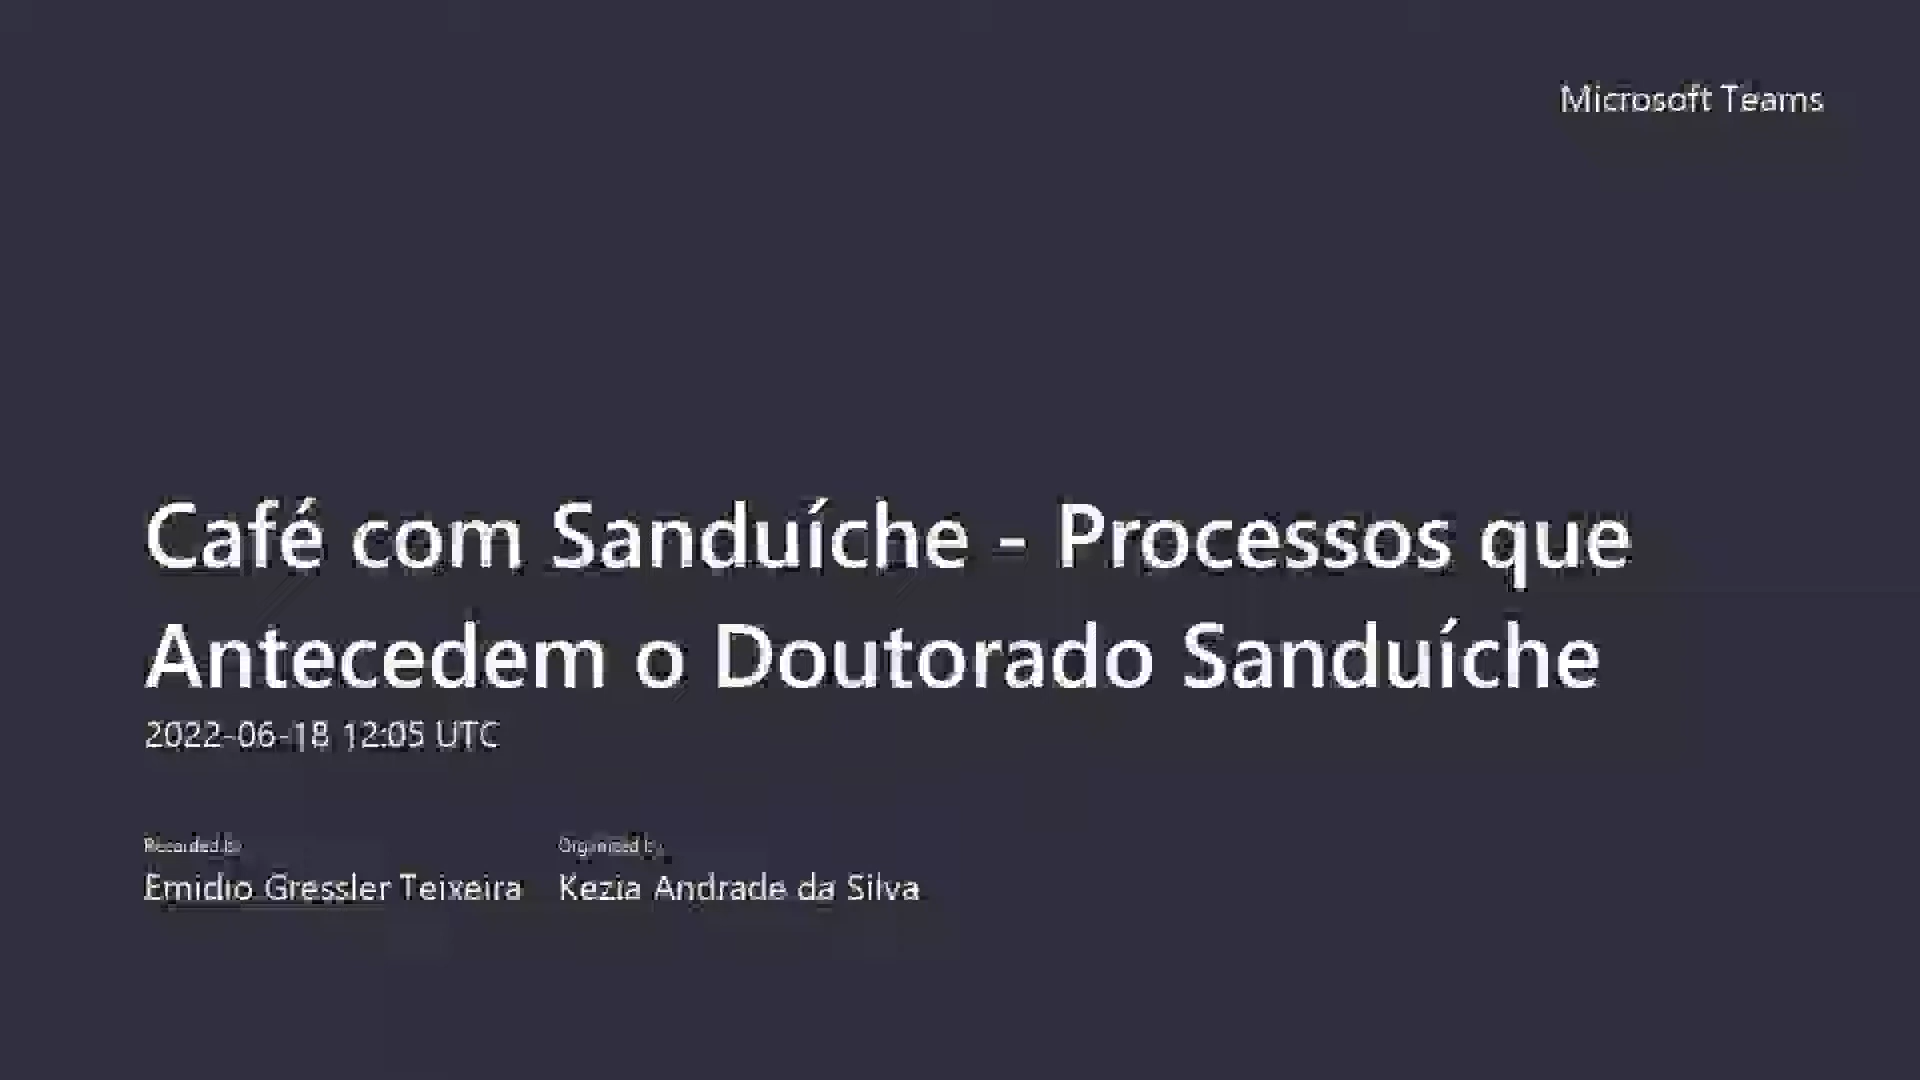 Microsoft Teams
Café com Sanduíche - Processos que
Antecedem o Doutorado Sanduíche
2022-06-18 12:05 UTC
Recorded by
Organized by
Emidio Gressler Teixeira
Kezia Andrade da Silva